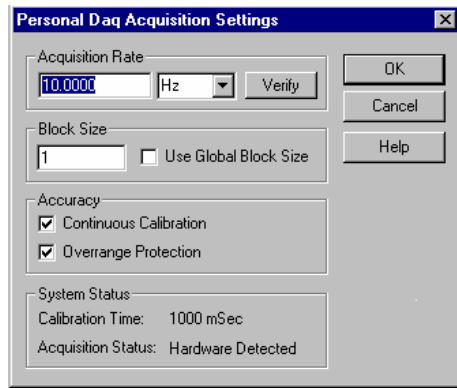 Personal Daq Acquisition Settings
Acquisition Rate
10.0000 Hz Verify
OK
Cancel
Help
Block Size
1 Use Global Block Size
Accuracy
Continuous Calibration
Overrange Protection
System Status
Calibration Time: 1000 mSec
Acquisition Status: Hardware Detected